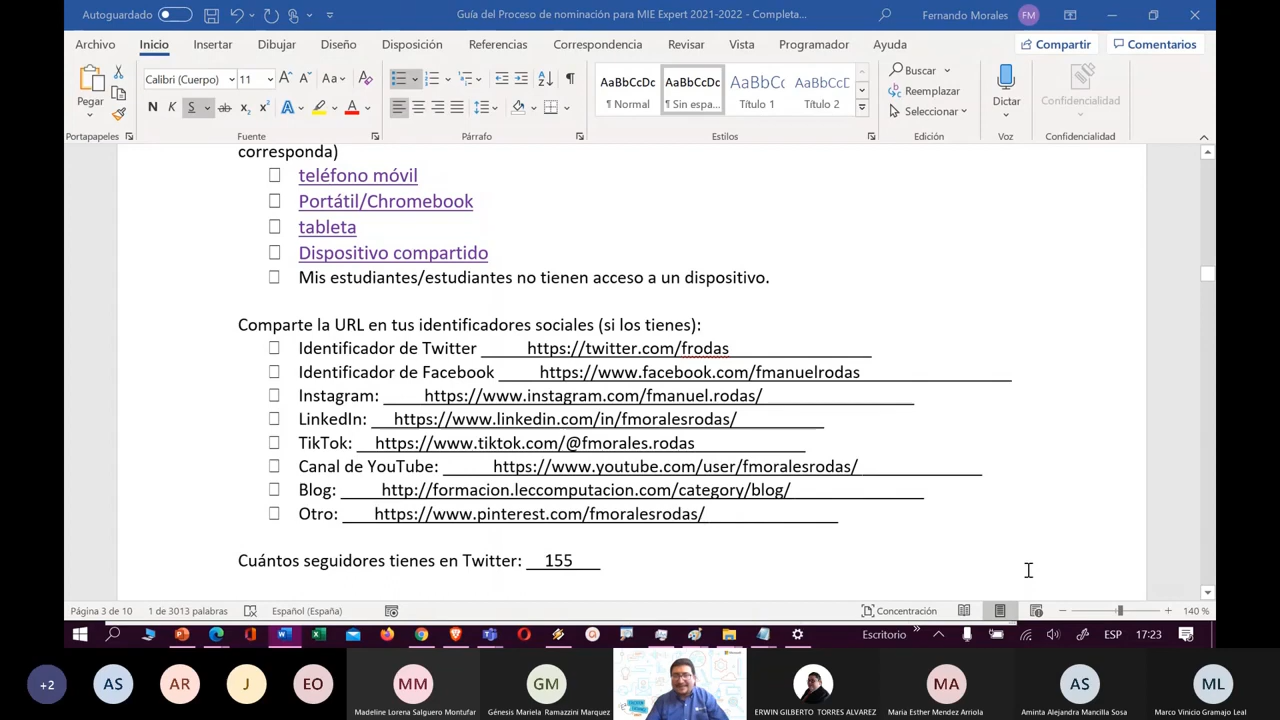 Autoguardado
Guía del Proceso de nominación para MIE Expert 2021-2022 - Completa...
Fernando Morales
FM
Archivo
Inicio
Insertar
Dibujar
Diseño
Disposición
Referencias
Correspondencia
Revisar
Vista
Programador
Ayuda
Compartir
Comentarios
Pegar
Calibri (Cuerpo)
11
N K S ab x₂ x²
Aa
AaBbCcDc
¶ Normal
AaBbCcDc
¶ Sin espa...
AaBbCc
Título 1
AaBbCcD
Título 2
Buscar
Reemplazar
Seleccionar
Dictar
Confidencialidad
Portapapeles
Fuente
Párrafo
Estilos
Edición
Voz
Confidencialidad
corresponda)
teléfono móvil
Portátil/Chromebook
tableta
Dispositivo compartido
Mis estudiantes/estudiantes no tienen acceso a un dispositivo.
Comparte la URL en tus identificadores sociales (si los tienes):
Identificador de Twitter https://twitter.com/frodas
Identificador de Facebook https://www.facebook.com/fmanuelrodas
Instagram: https://www.instagram.com/fmanuel.rodas/
LinkedIn: https://www.linkedin.com/in/fmoralesrodas/
TikTok: https://www.tiktok.com/@fmorales.rodas
Canal de YouTube: https://www.youtube.com/user/fmoralesrodas/
Blog: http://formacion.leccomputacion.com/category/blog/
Otro: https://www.pinterest.com/fmoralesrodas/
Cuántos seguidores tienes en Twitter: 155
Página 3 de 10
1 de 3013 palabras
Español (España)
Concentración
140 %
Escritorio
ESP
17:23
+2
AS
AR
J
EO
MM
Madeline Lorena Salguero Montufar
GM
Génesis Mariela Ramazzini Marquez
ERWIN GILBERTO TORRES ALVAREZ
MA
Maria Esther Mendez Arriola
AS
Aminta Alejandra Mancilla Sosa
ML
Marco Vinicio Gramajo Leal